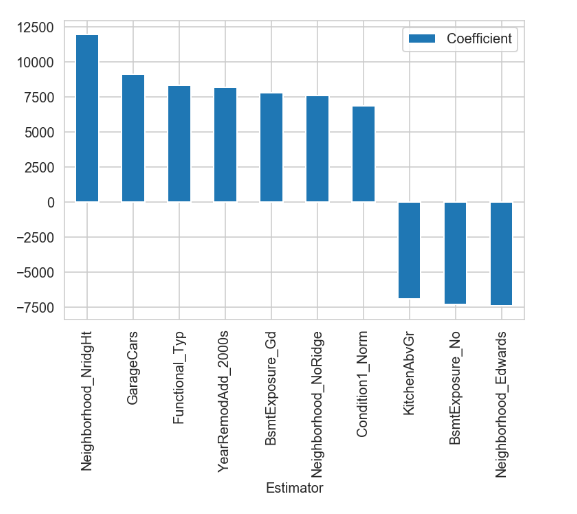 12500
10000
7500
5000
2500
0
−2500
−5000
−7500
Coefficient
Neighborhood_NridgHt
GarageCars
Functional_Typ
YearRemodAdd_2000s
BsmtExposure_Gd
Neighborhood_NoRidge
Condition1_Norm
KitchenAbvGr
BsmtExposure_No
Neighborhood_Edwards
Estimator